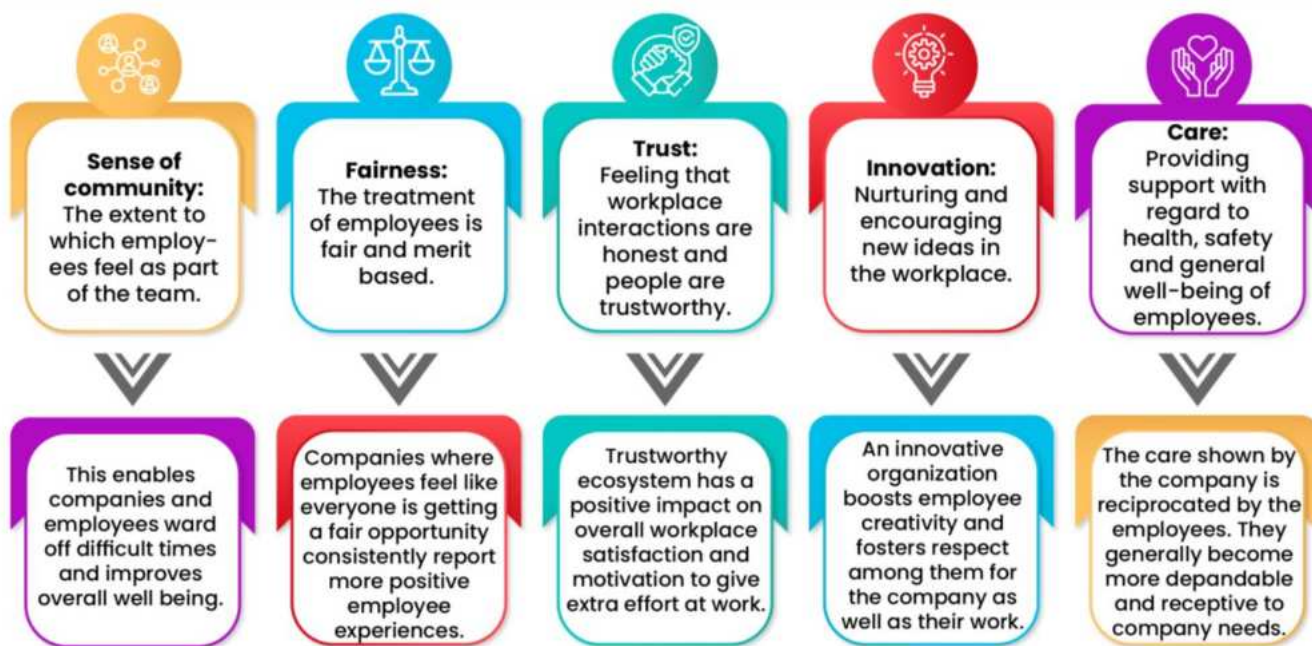 Sense of
community:
The extent to
which employ-
ees feel as part
of the team.
Fairness:
The treatment
of employees is
fair and merit
based.
Trust:
Feeling that
workplace
interactions are
honest and
people are
trustworthy.
Innovation:
Nurturing and
encouraging
new ideas in
the workplace.
Care:
Providing
support with
regard to
health, safety
and general
well-being of
employees.
This enables
companies and
employees ward
off difficult times
and improves
overall well being.
Companies where
employees feel like
everyone is getting
a fair opportunity
consistently report
more positive
employee
experiences.
Trustworthy
ecosystem has a
positive impact on
overall workplace
satisfaction and
motivation to give
extra effort at work.
An innovative
organization
boosts employee
creativity and
fosters respect
among them for
the company as
well as their work.
The care shown by
the company is
reciprocated by the
employees. They
generally become
more depandable
and receptive to
company needs.